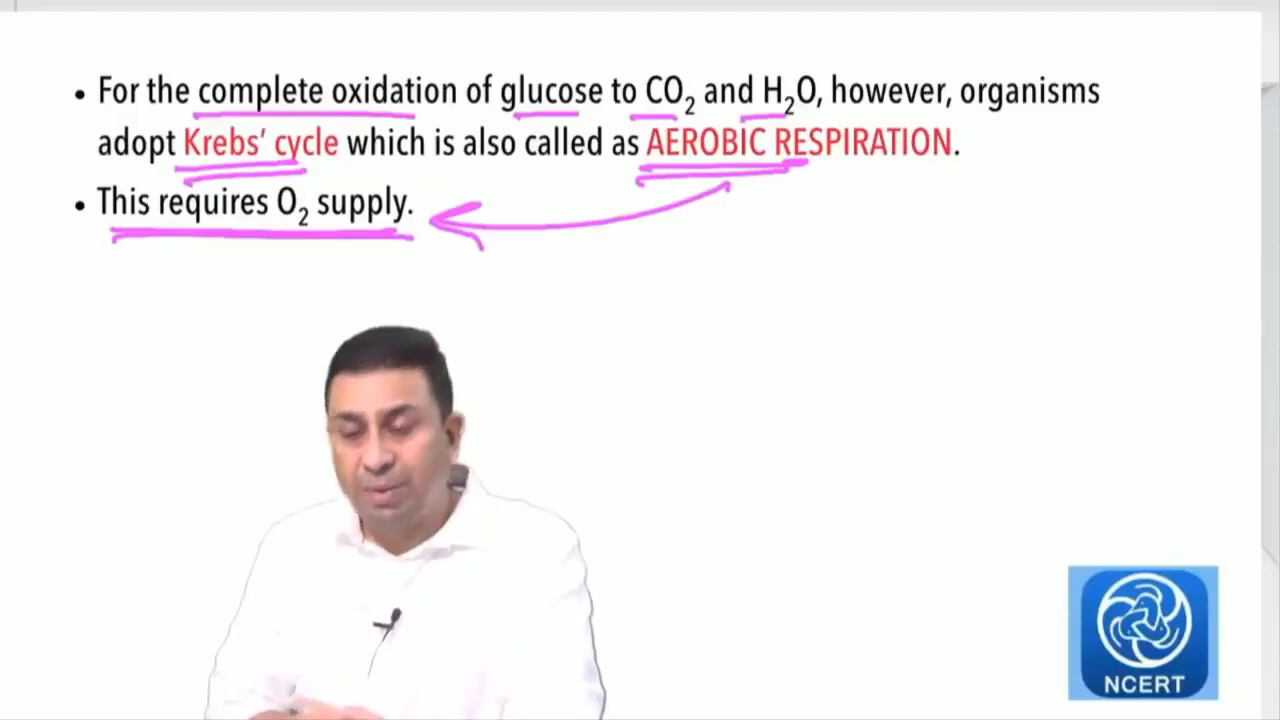 • For the complete oxidation of glucose to CO₂ and H₂O, however, organisms
adopt Krebs' cycle which is also called as AEROBIC RESPIRATION.
• This requires O₂ supply.
NCERT